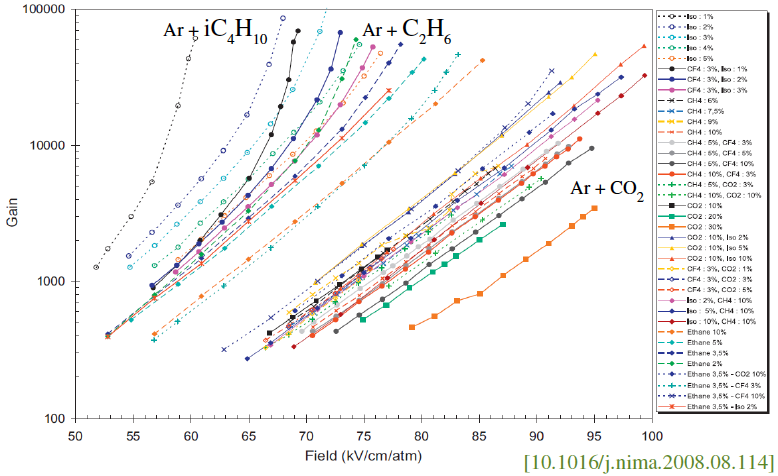 100000
10000
1000
100
Gain
50 55 60 65 70 75 80 85 90 95 100
Field (kV/cm/atm)
Ar + iC4H10
Ar + C2H6
Ar + CO2
Iso : 1%
Iso : 2%
Iso : 3%
Iso : 4%
Iso : 5%
CF4 : 3%, Iso : 1%
CF4 : 3%, Iso : 2%
CF4 : 3%, Iso : 3%
CH4 : 6%
CH4 : 7,5%
CH4 : 9%
CH4 : 10%
CH4 : 5%, CF4 : 3%
CH4 : 5%, CF4 : 6%
CH4 : 5%, CF4 : 10%
CH4 : 10%, CF4 : 3%
CH4 : 5%, CO2 : 3%
CH4 : 10%, CO2 : 10%
CO2 : 10%
CO2 : 20%
CO2 : 30%
CO2 : 10%, Iso 2%
CO2 : 10%, Iso 5%
CO2 : 10%, Iso 10%
CF4 : 3%, CO2 : 1%
CF4 : 3%, CO2 : 3%
CF4 : 3%, CO2 : 5%
Iso : 2%, CH4 : 10%
Iso : 5%, CH4 : 10%
Iso : 10%, CH4 : 10%
Ethane 10%
Ethane 5%
Ethane 3,5%
Ethane 2%
Ethane 3,5% - CO2 10%
Ethane 3,5% - CF4 3%
Ethane 3,5% - CF4 10%
Ethane 3,5% - Iso 2%
[10.1016/j.nima.2008.08.114]